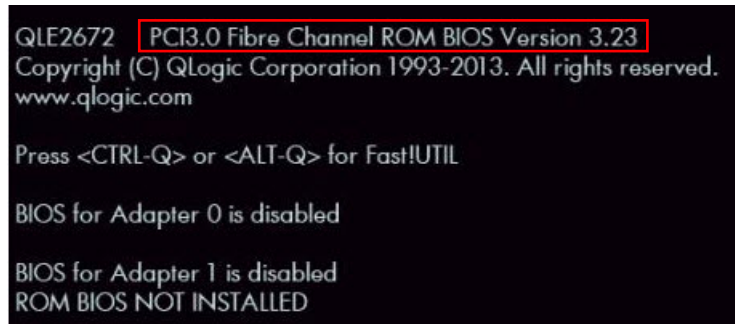 QLE2672 PCI3.0 Fibre Channel ROM BIOS Version 3.23
Copyright (C) QLogic Corporation 1993-2013. All rights reserved.
www.qlogic.com
Press <CTRL-Q> or <ALT-Q> for Fast!UTIL
BIOS for Adapter 0 is disabled
BIOS for Adapter 1 is disabled
ROM BIOS NOT INSTALLED